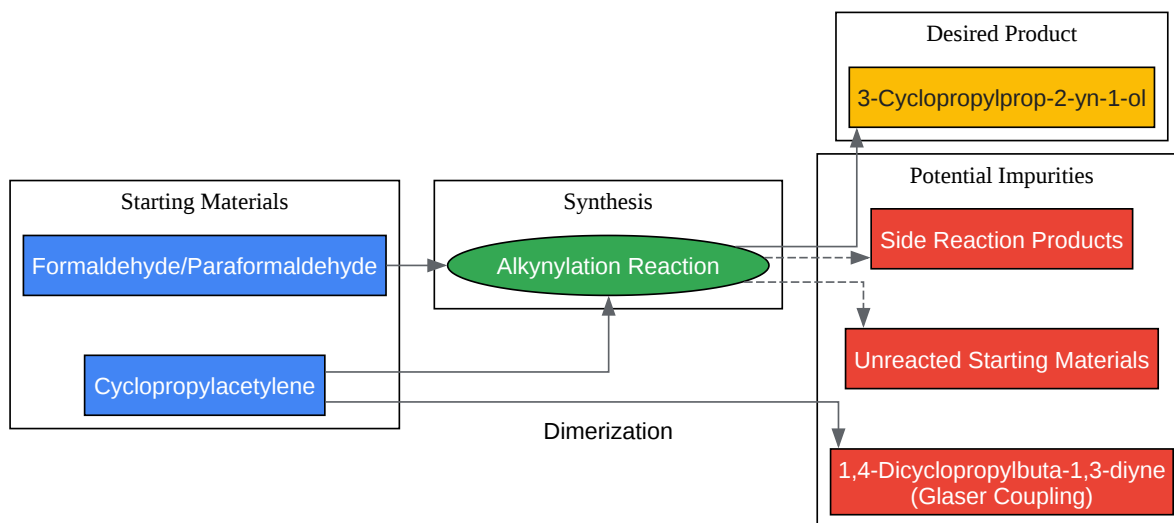 Desired Product
3-Cyclopropylprop-2-yn-1-ol
Starting Materials
Formaldehyde/Paraformaldehyde
Cyclopropylacetylene
Synthesis
Alkynylation Reaction
Dimerization
Potential Impurities
Side Reaction Products
Unreacted Starting Materials
1,4-Dicyclopropylbuta-1,3-diyne
(Glaser Coupling)